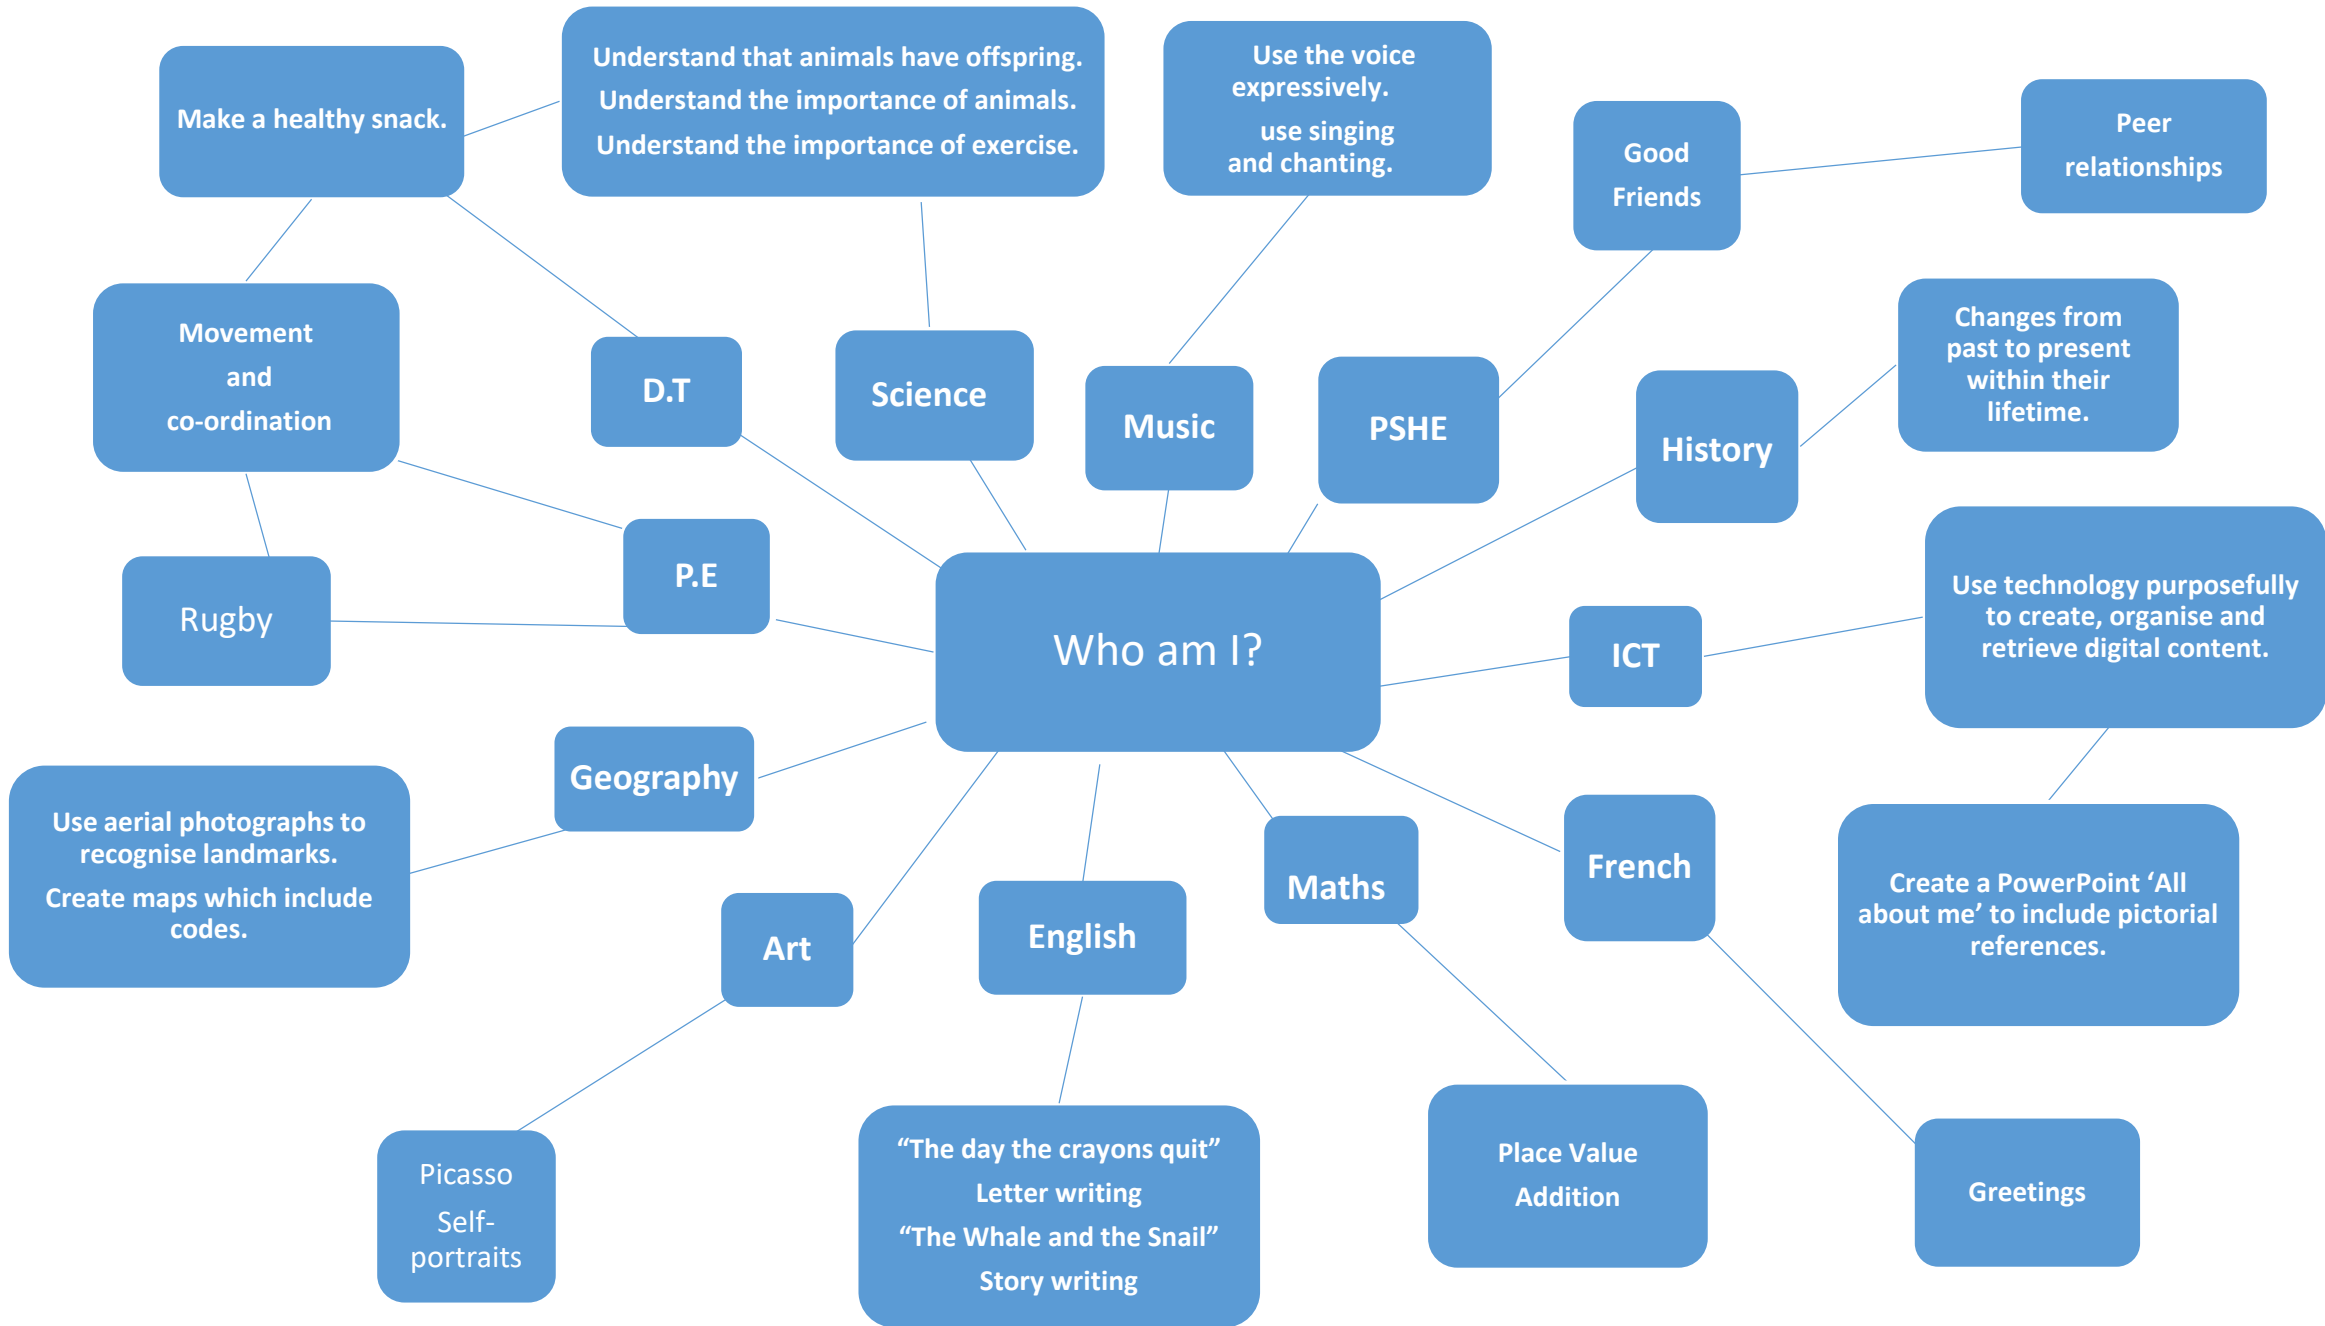 Make a healthy snack.
Understand that animals have offspring.
Understand the importance of animals.
Understand the importance of exercise.
Use the voice
expressively.
use singing
and chanting.
Good
Friends
Peer
relationships
Movement
and
co-ordination
D.T
Science
Music
PSHE
History
Changes from
past to present
within their
lifetime.
Rugby
P.E
Who am I?
ICT
Use technology purposefully
to create, organise and
retrieve digital content.
Geography
Use aerial photographs to
recognise landmarks.
Create maps which include
codes.
Art
English
Maths
French
Create a PowerPoint ‘All
about me’ to include pictorial
references.
Picasso
Self-
portraits
“The day the crayons quit”
Letter writing
“The Whale and the Snail”
Story writing
Place Value
Addition
Greetings